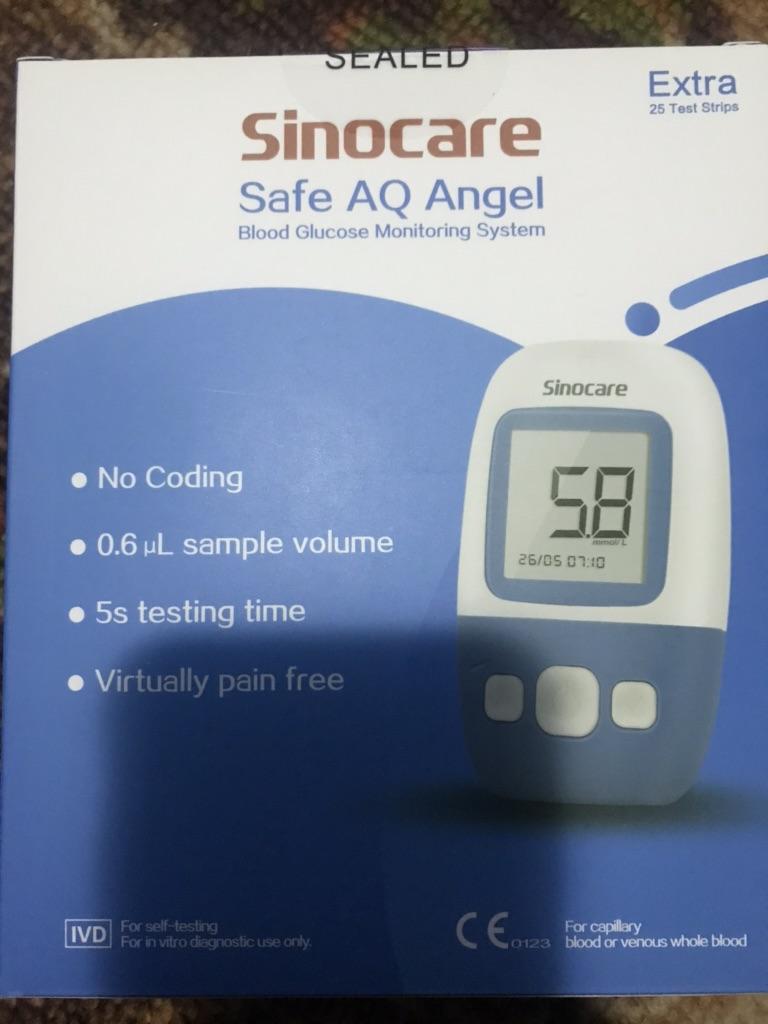 SEALED
Extra
25 Test Strips
Sinocare
Safe AQ Angel
Blood Glucose Monitoring System
Sinocare
5.8
mmol/L
26/05 07:10
● No Coding
● 0.6 μL sample volume
● 5s testing time
● Virtually pain free
IVD
For self-testing
For in vitro diagnostic use only.
CE 0123
For capillary
blood or venous whole blood